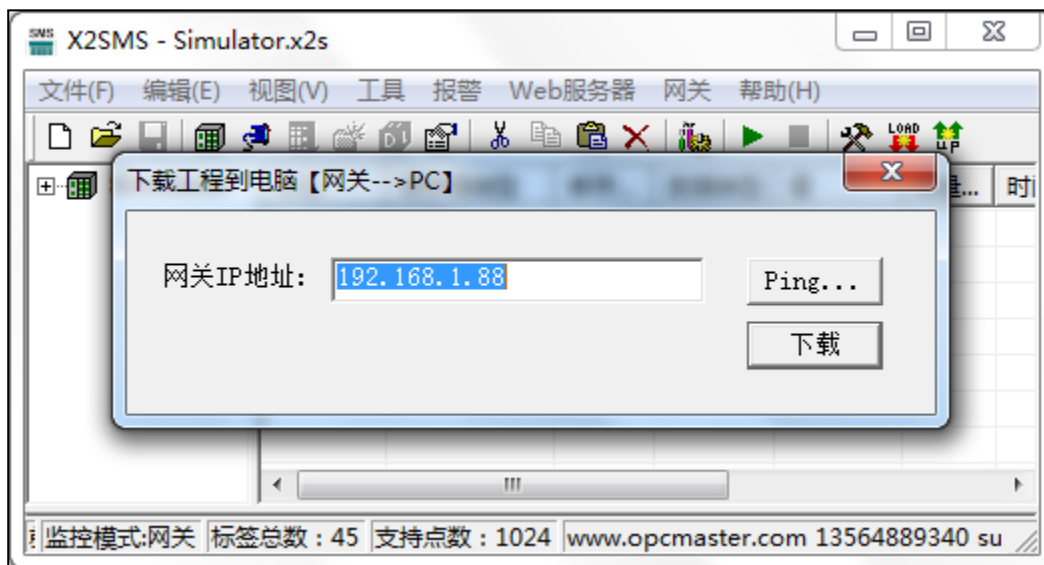 X2SMS - Simulator.x2s
文件(F) 编辑(E) 视图(V) 工具 报警 Web服务器 网关 帮助(H)
LOAD UP
下载工程到电脑【网关-->PC】
量... 时间
网关IP地址: 192.168.1.88 Ping...
下载
监控模式:网关 标签总数：45 支持点数：1024 www.opcmaster.com 13564889340 su